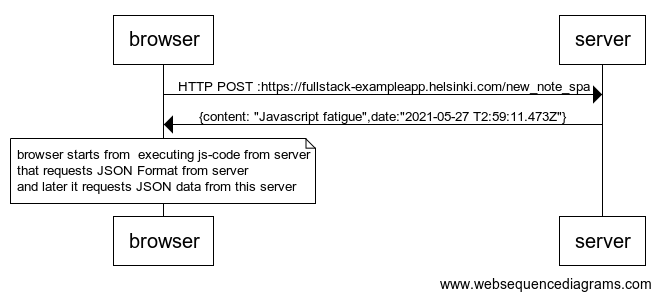 browser server
HTTP POST :https://fullstack-exampleapp.helsinki.com/new_note_spa
{content: "Javascript fatigue",date:"2021-05-27 T2:59:11.473Z"}
browser starts from  executing js-code from server
that requests JSON Format from server
and later it requests JSON data from this server
browser server
www.websequencediagrams.com